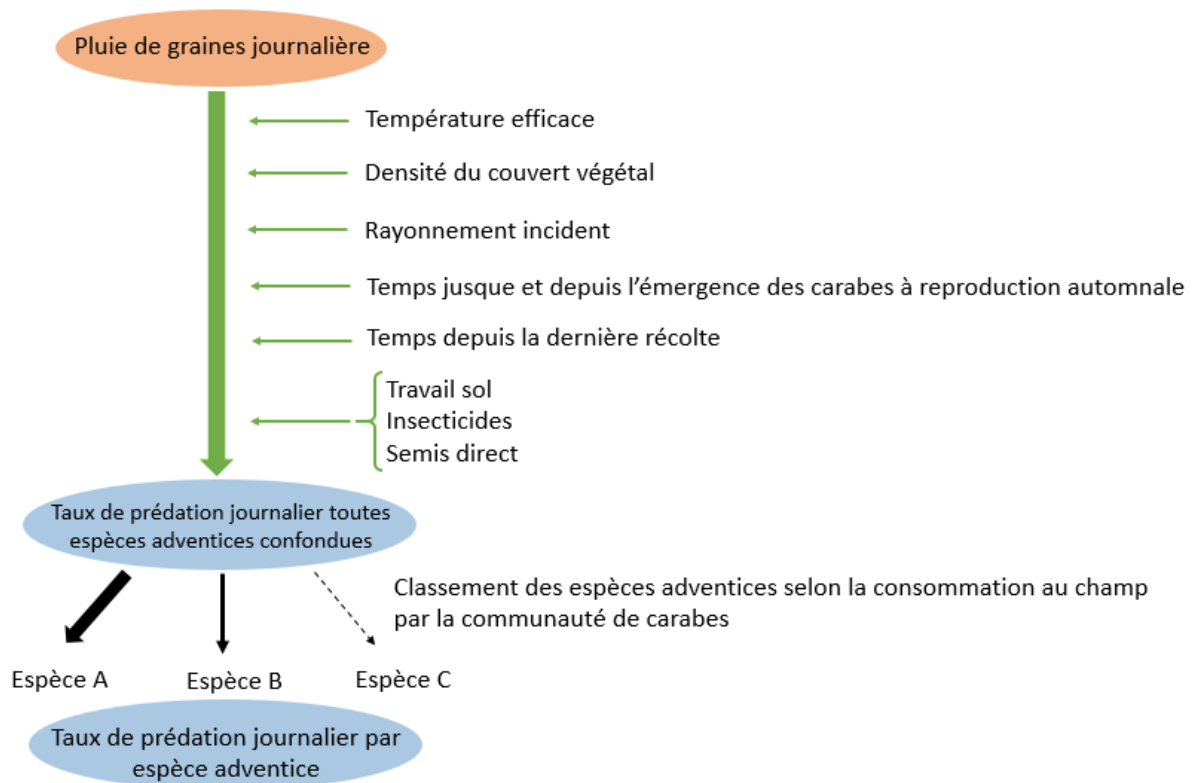 Pluie de graines journalière
Température efficace
Densité du couvert végétal
Rayonnement incident
Temps jusque et depuis l'émergence des carabes à reproduction automnale
Temps depuis la dernière récolte
Travail sol
Insecticides
Semis direct
Taux de prédation journalier toutes
espèces adventices confondues
Classement des espèces adventices selon la consommation au champ
par la communauté de carabes
Espèce A
Espèce B
Espèce C
Taux de prédation journalier par
espèce adventice